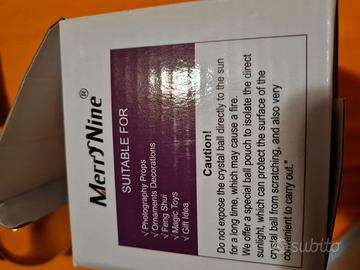 Merry Nine®
SUITABLE FOR
√ Photography Props
√ Ornaments Decorations
√ Feng Shui
√ Magic Toys
√ Gift Idea
Caution!
Do not expose the crystal ball directly to the sun
for a long time, which may cause a fire.
We offer a special ball pouch to isolate the direct
sunlight, which can protect the surface of the
crystal ball from scratching, and also very
convenient to carry out."
subito